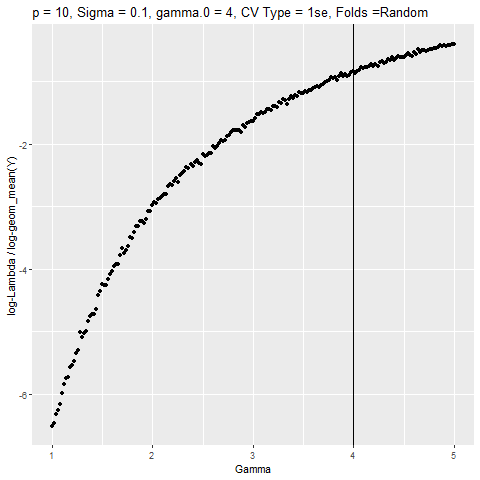 p = 10, Sigma = 0.1, gamma.0 = 4, CV Type = 1se, Folds =Random
log-Lambda / log-geom_mean(Y)
-2
-4
-6
1
2
3
4
5
Gamma